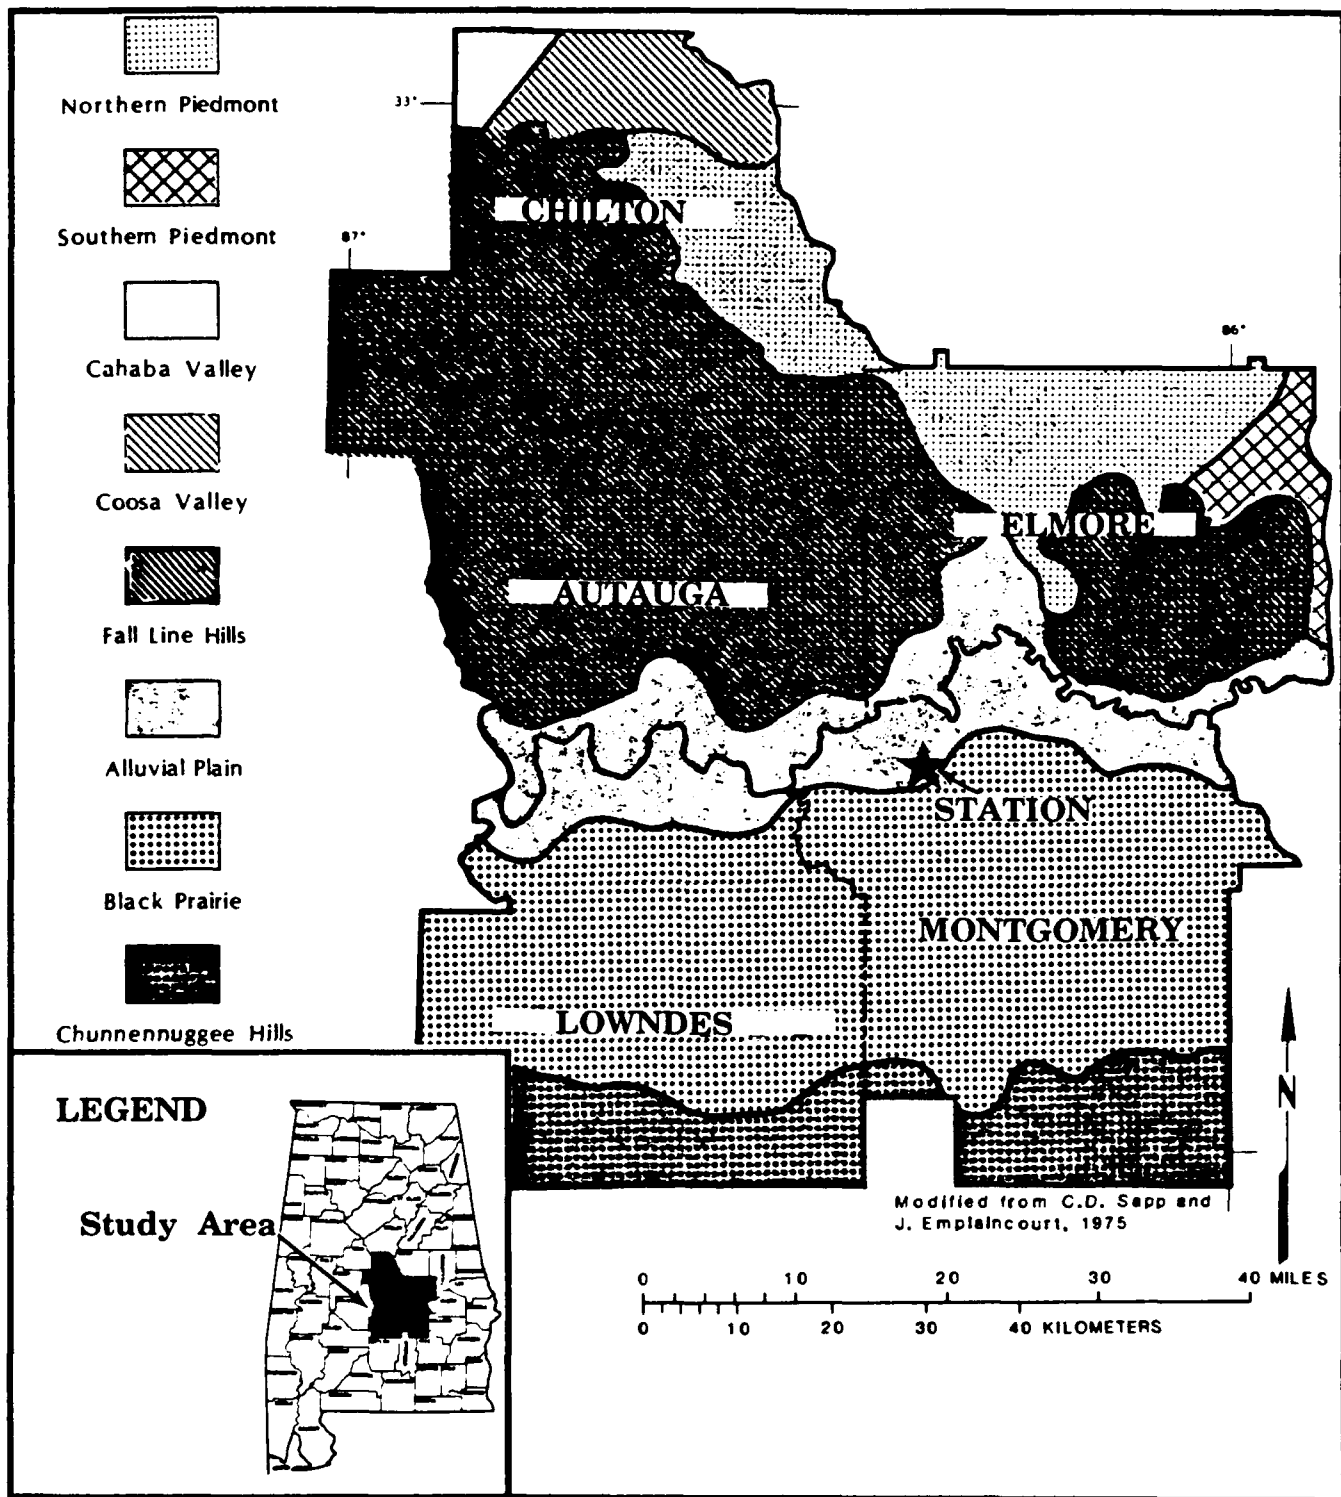 Northern Piedmont
Southern Piedmont
Cahaba Valley
Coosa Valley
Fall Line Hills
Alluvial Plain
Black Prairie
Chunnennuggee Hills
33°
87°
86°
CHILTON
ELMORE
AUTAUGA
STATION
MONTGOMERY
LOWNDES
N
Modified from C.D. Sapp and
J. Emplaincourt, 1975
0 10 20 30 40 MILES
0 10 20 30 40 KILOMETERS
LEGEND
Study Area